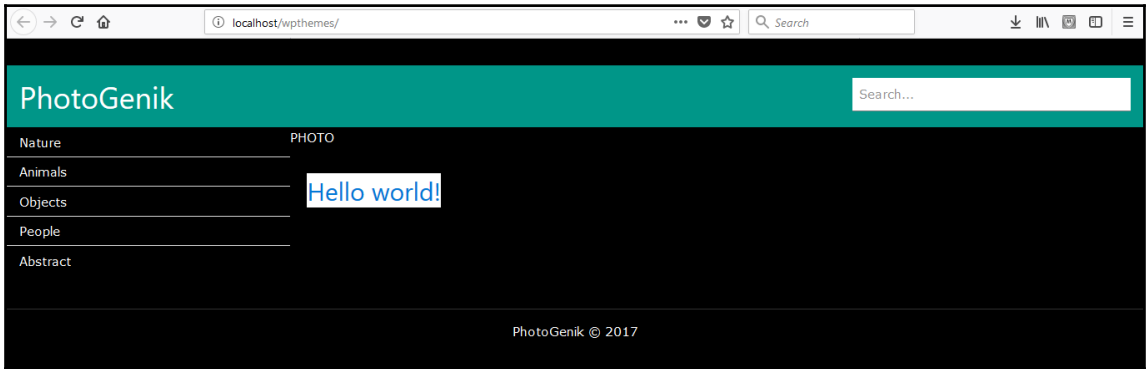 localhost/wpthemes/
Search
PhotoGenik
Search...
Nature
Animals
Objects
People
Abstract
PHOTO
Hello world!
PhotoGenik © 2017